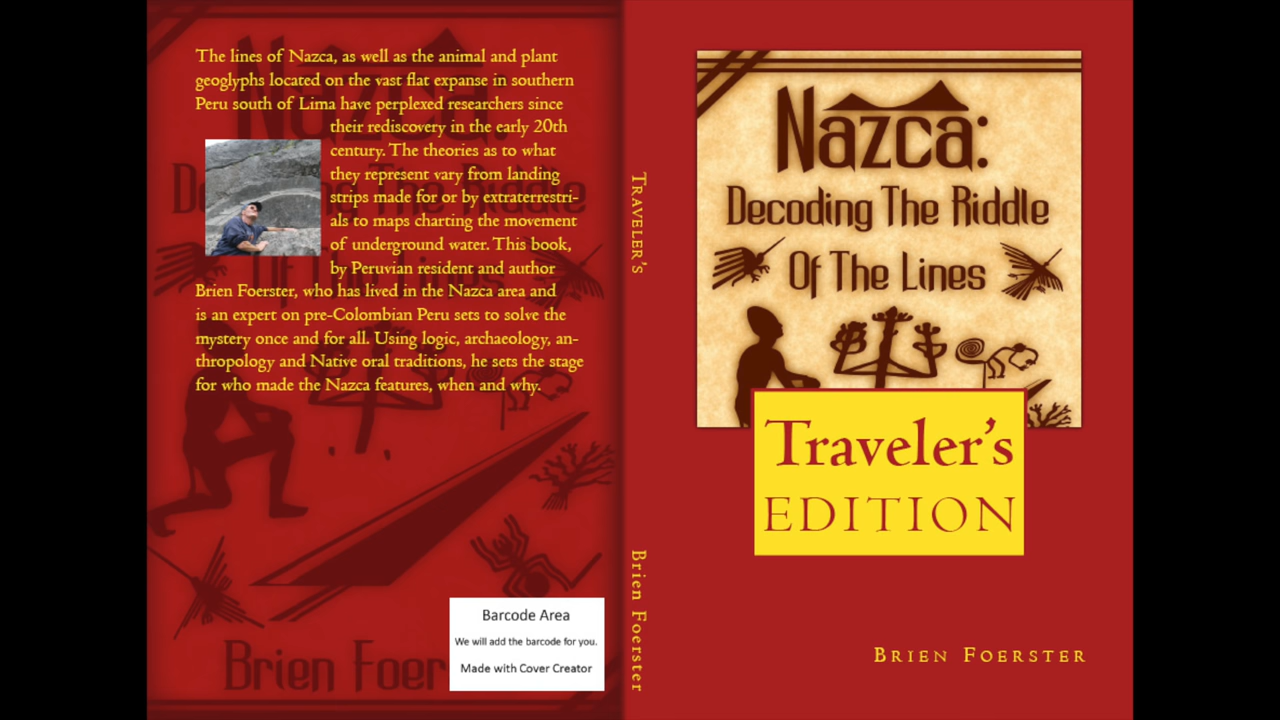 The lines of Nazca, as well as the animal and plant
geoglyphs located on the vast flat expanse in southern
Peru south of Lima have perplexed researchers since
their rediscovery in the early 20th
century. The theories as to what
they represent vary from landing
strips made for or by extraterrestri-
als to maps charting the movement
of underground water. This book,
by Peruvian resident and author
Brien Foerster, who has lived in the Nazca area and
is an expert on pre-Colombian Peru sets to solve the
mystery once and for all. Using logic, archaeology, an-
thropology and Native oral traditions, he sets the stage
for who made the Nazca features, when and why.
Brien Foer
Barcode Area
We will add the barcode for you.
Made with Cover Creator
Traveler's
Brien Foerster
Nazca:
Decoding The Riddle
Of The Lines
Traveler's
EDITION
Brien Foerster